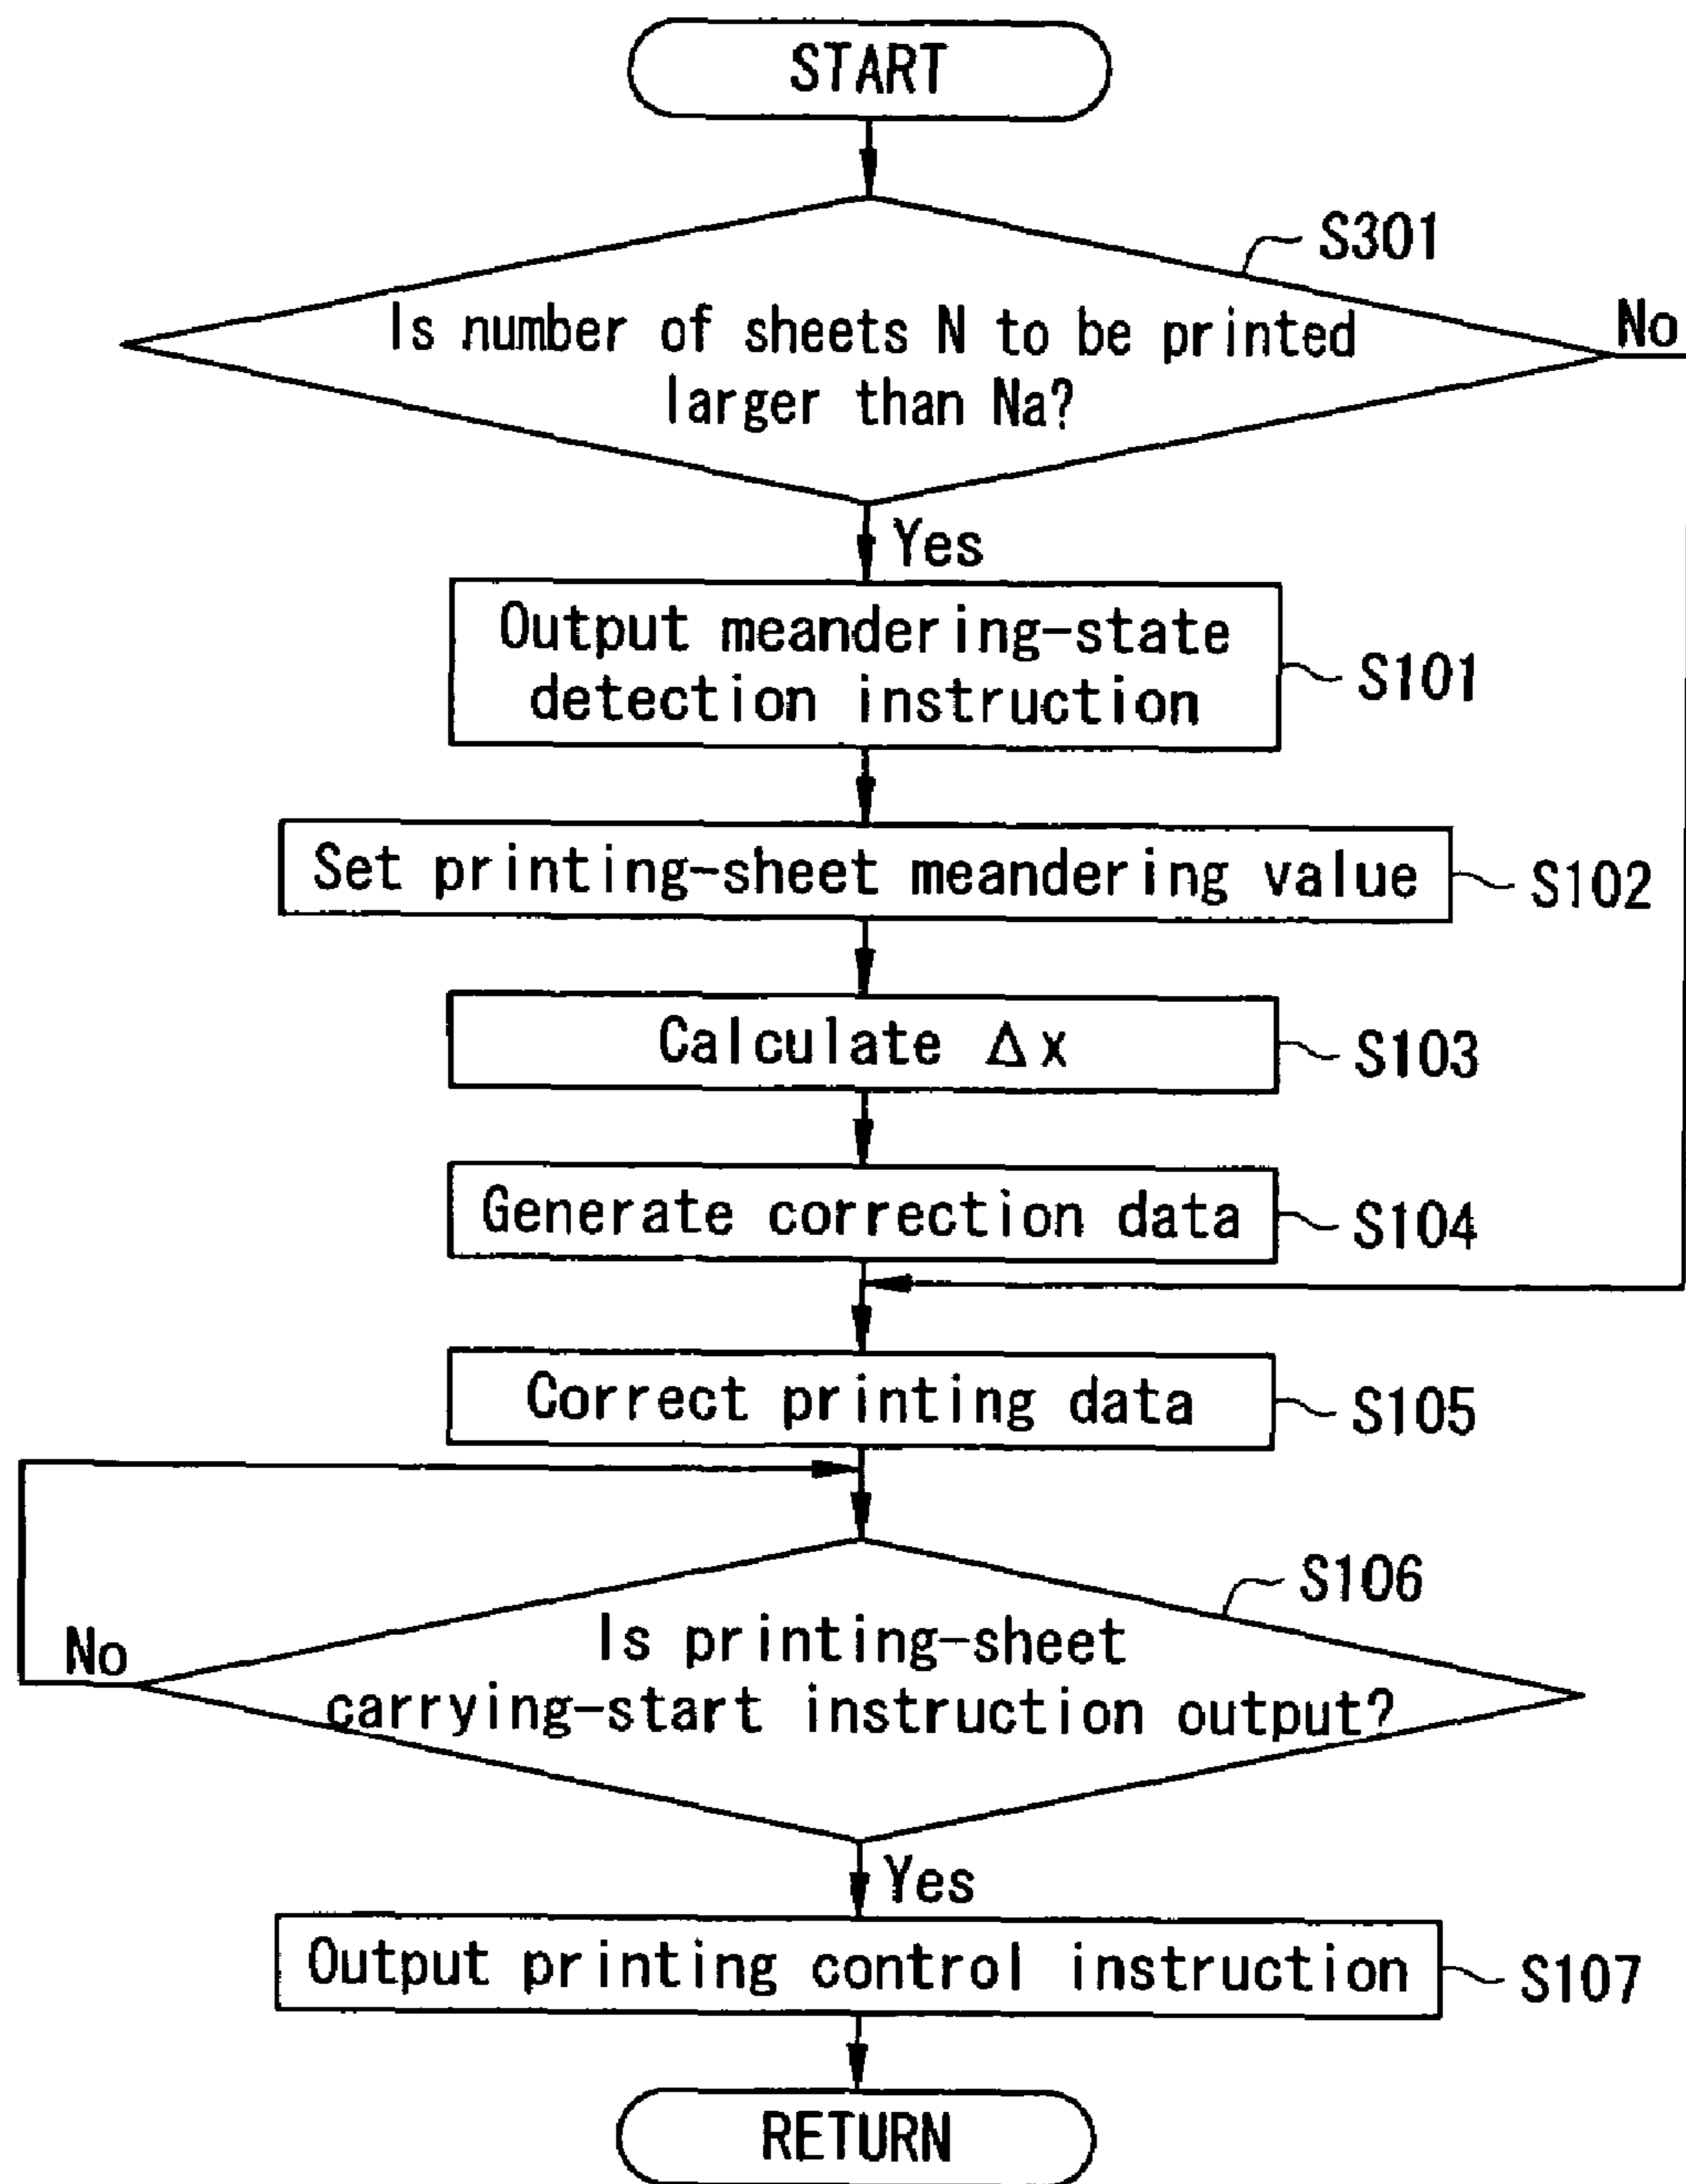 START
S301
Is number of sheets N to be printed
larger than Na?
No
Yes
Output meandering-state
detection instruction
S101
Set printing-sheet meandering value
S102
Calculate Δx
S103
Generate correction data
S104
Correct printing data
S105
S106
Is printing-sheet
carrying-start instruction output?
No
Yes
Output printing control instruction
S107
RETURN